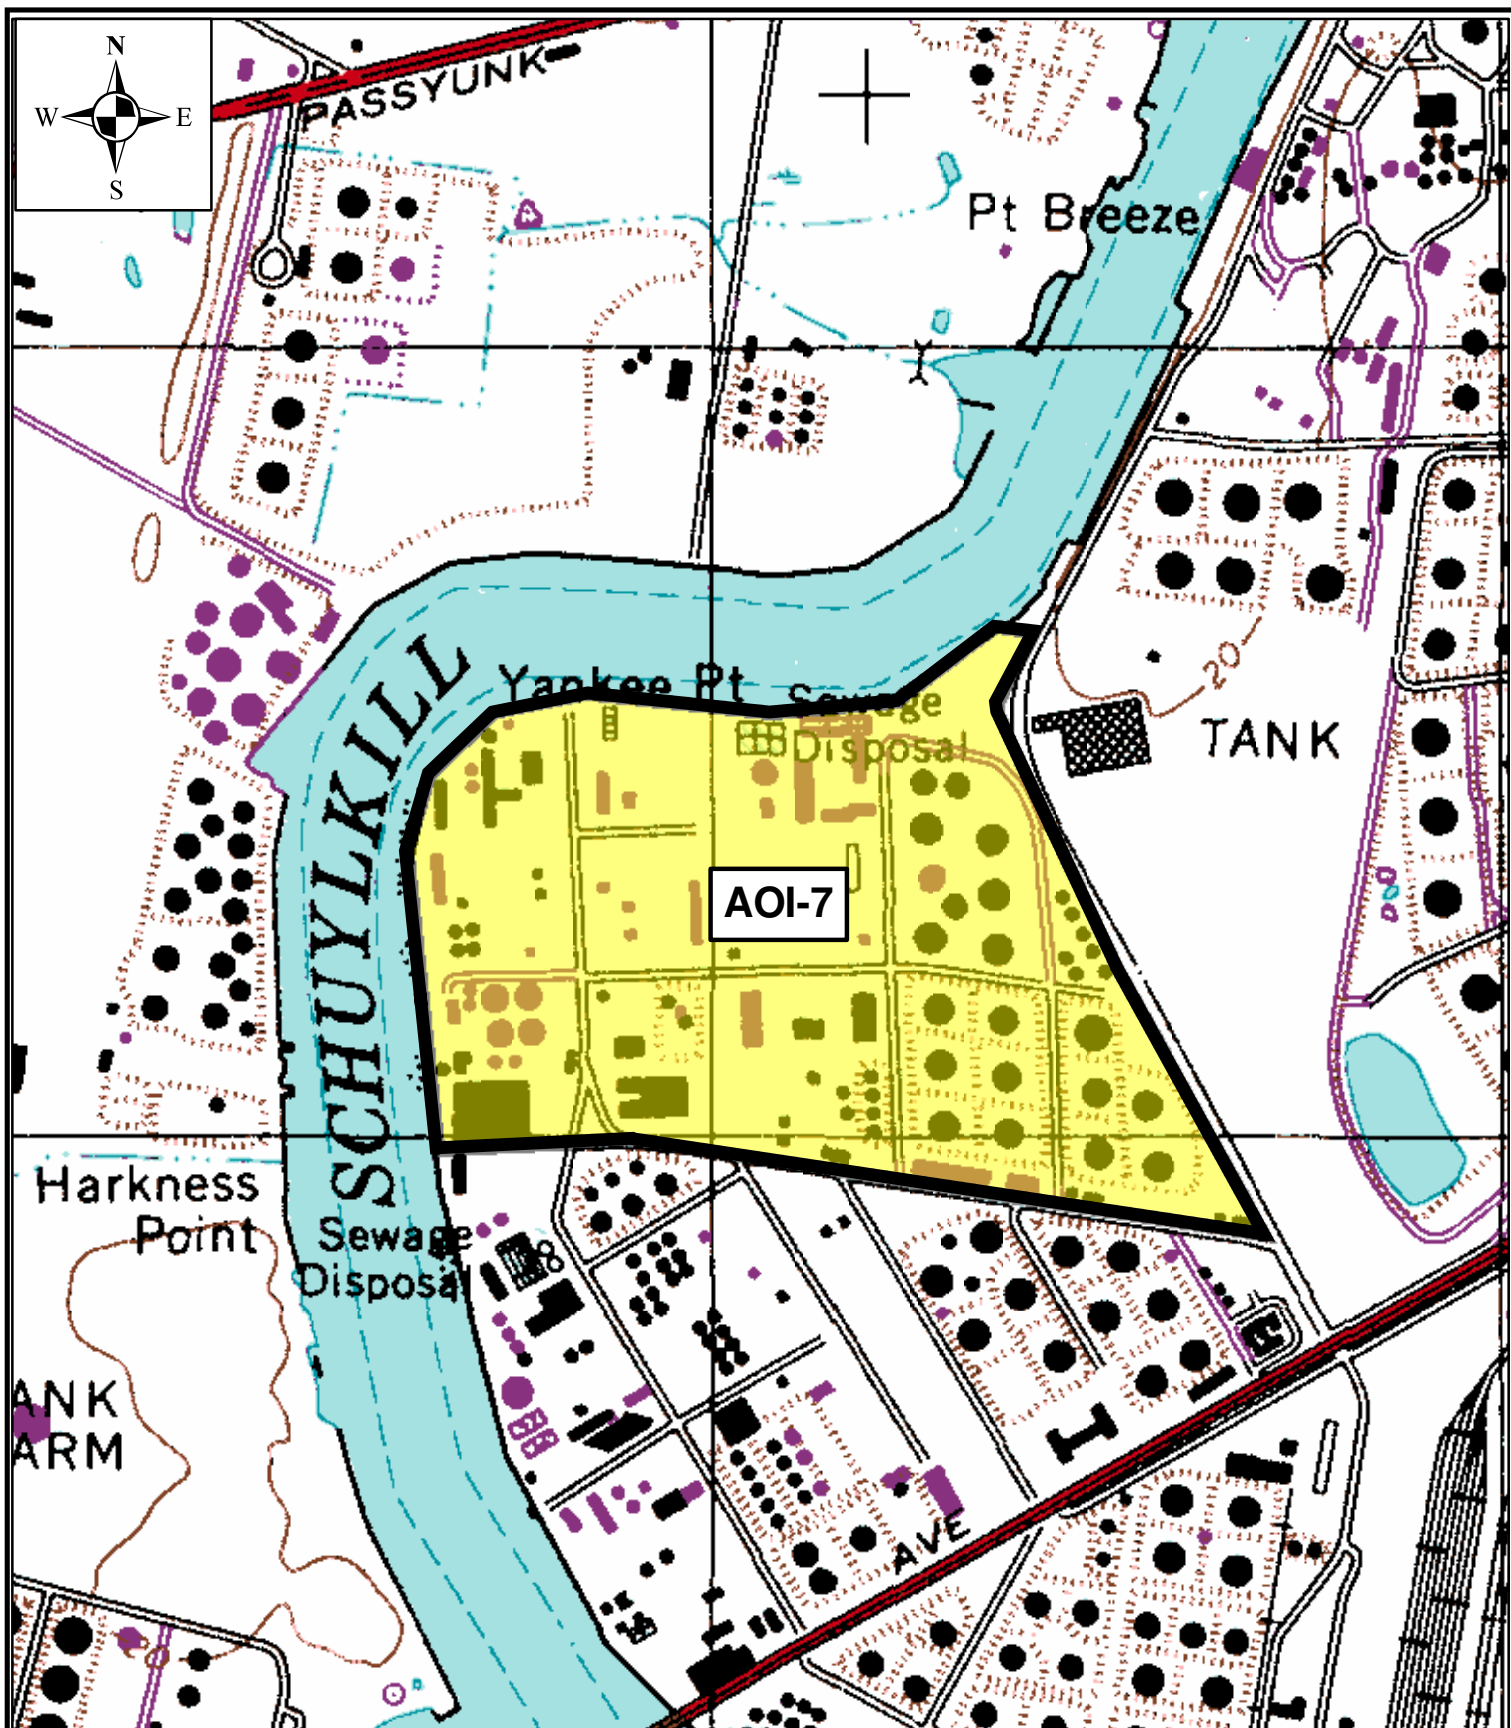 N
W E
S
PASSYUNK
Pt Breeze
20
TANK
Yankee Pt
Sewage
Disposal
SCHUYLKILL
AOI-7
Harkness
Point
Sewage
Disposal
ANK
ARM
AVE